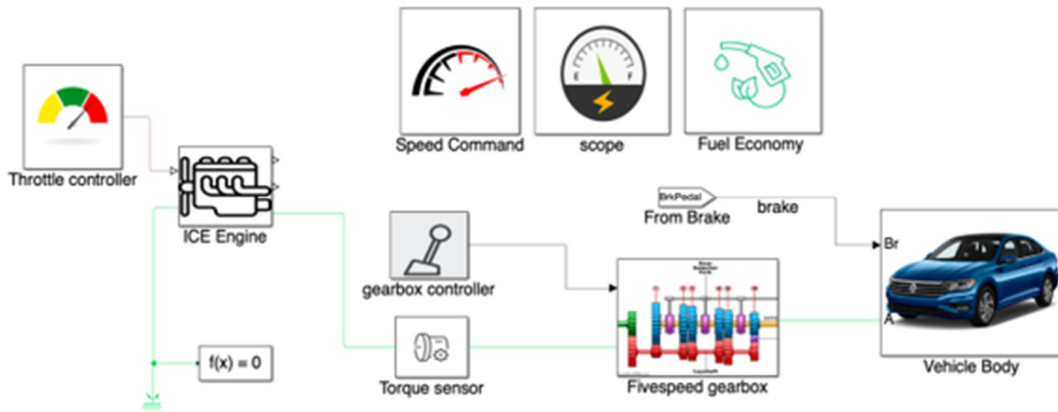 Speed Command
scope
E
F
Fuel Economy
Throttle controller
ICE Engine
BrkPedal
From Brake
brake
Br
gearbox controller
A
f(x) = 0
Torque sensor
Fivespeed gearbox
Vehicle Body